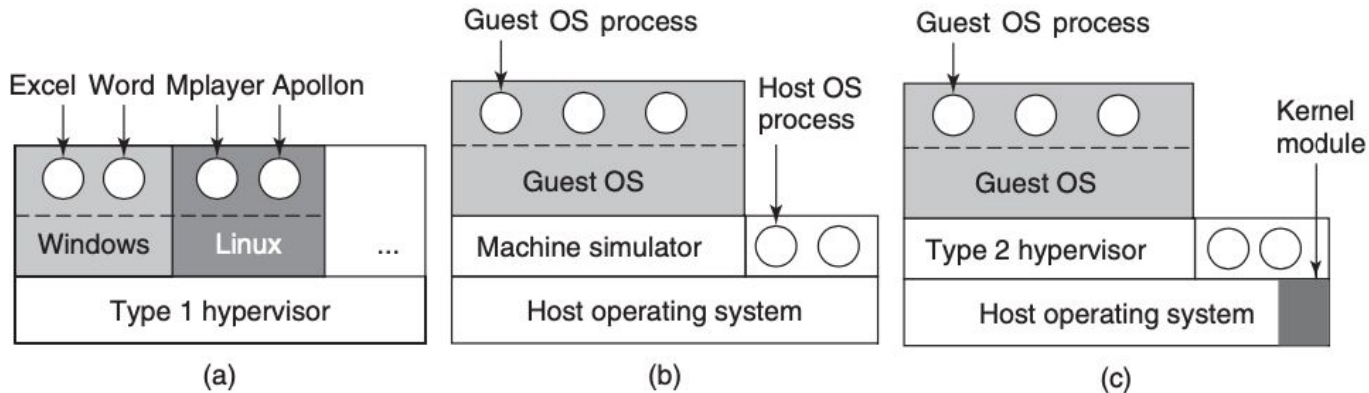 Excel Word Mplayer Apollon
Windows
Linux
...
Type 1 hypervisor
(a)
Guest OS process
Host OS
process
Guest OS
Machine simulator
Host operating system
(b)
Guest OS process
Kernel
module
Guest OS
Type 2 hypervisor
Host operating system
(c)